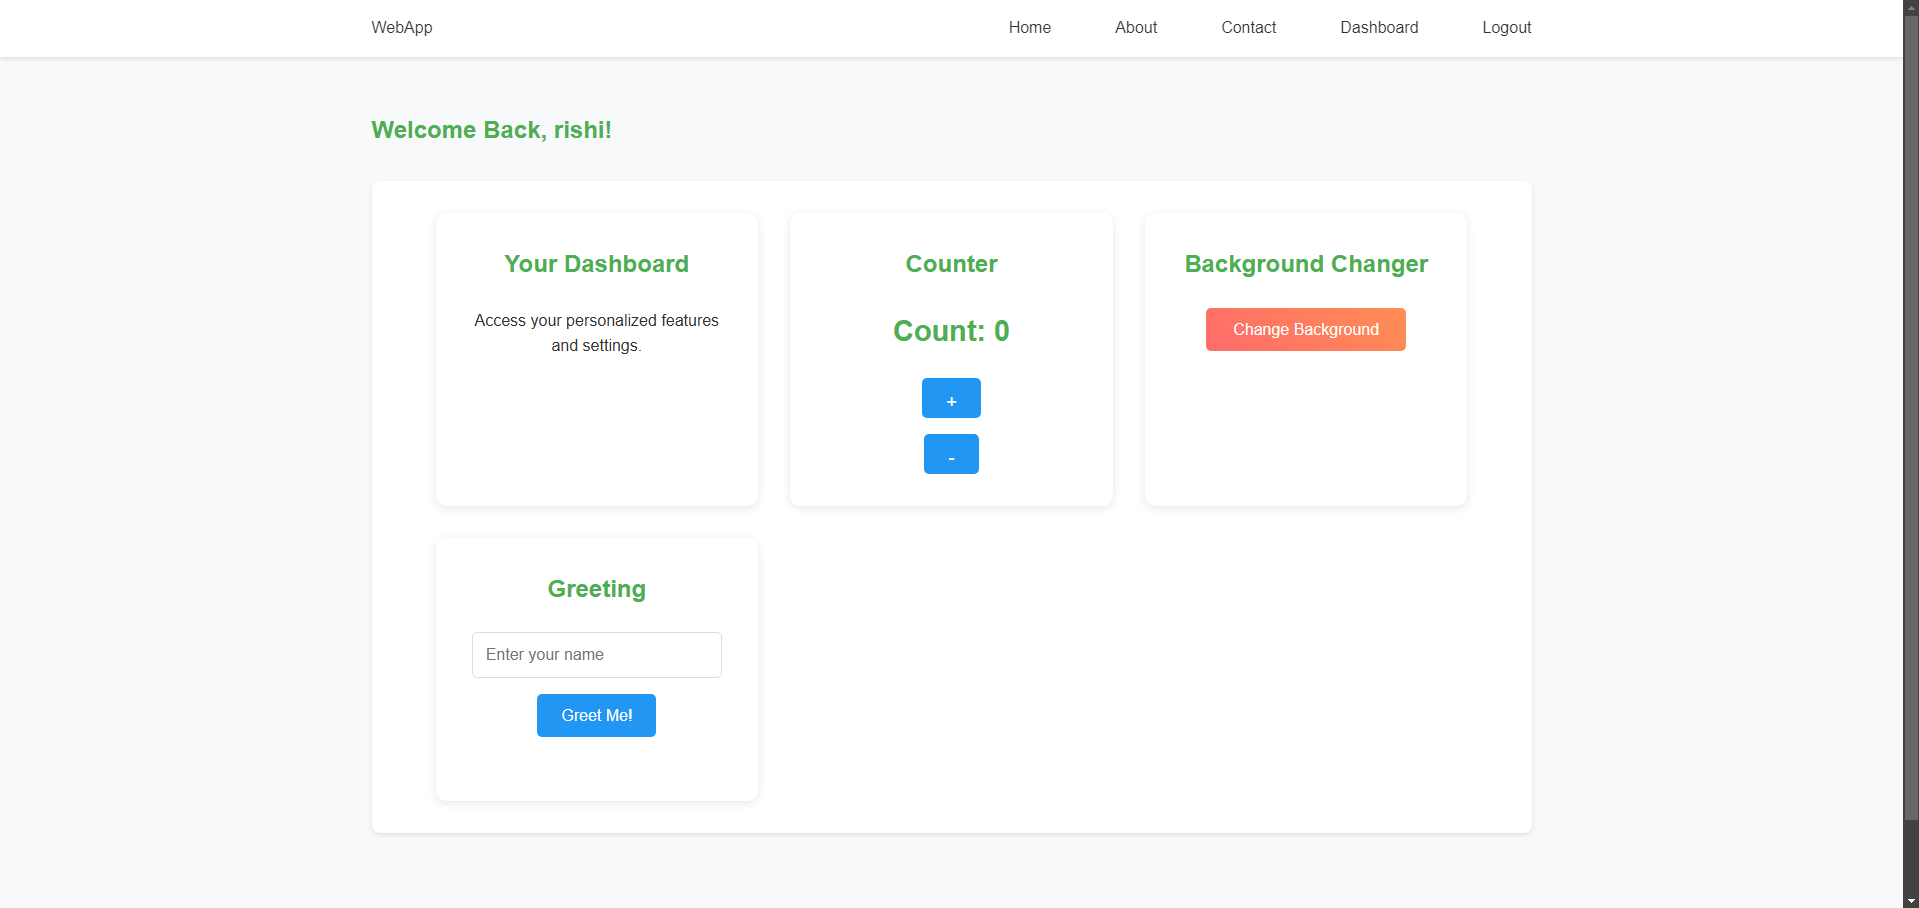 WebApp
Home
About
Contact
Dashboard
Logout
Welcome Back, rishi!
Your Dashboard
Access your personalized features
and settings.
Counter
Count: 0
+
-
Background Changer
Change Background
Greeting
Enter your name
Greet Me!